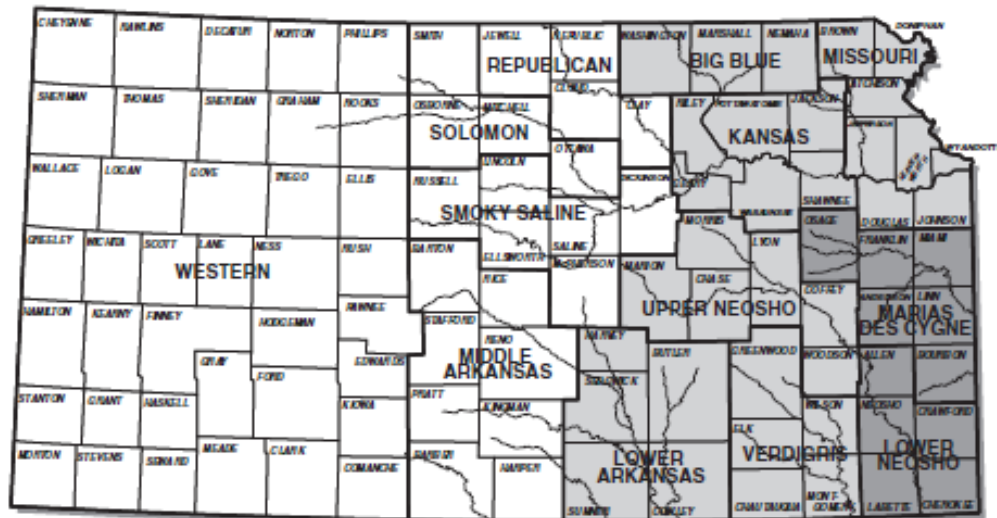 CHEYENNE RAWLINS DECATUR NORTON PHILLIPS SMITH JEWELL REPUBLIC WASHINGTON MARSHALL NEMAHA BROWN DONIPHAN
REPUBLICAN BIG BLUE MISSOURI
SHERMAN THOMAS SHERIDAN GRAHAM ROOKS OSBORNE MITCHELL CLOUD CLAY RILEY POTTAWATOMIE JACKSON ATCHISON
SOLOMON KANSAS
JEFFERSON WYANDOTT
WALLACE LOGAN GOVE TREGO ELLIS RUSSELL LINCOLN OTTAWA DICKINSON GEARY WABAUNSEE SHAWNEE DOUGLAS JOHNSON
SMOKY SALINE
GREELEY WICHITA SCOTT LANE NESS RUSH BARTON ELLSWORTH SALINE MORRIS LYON OSAGE FRANKLIN MIAMI
WESTERN
RICE McPHERSON MARION CHASE COFFEY ANDERSON LINN
UPPER NEOSHO MARIAS
DES CYGNE
HAMILTON KEARNY FINNEY HODGEMAN PAWNEE STAFFORD RENO HARVEY BUTLER GREENWOOD WOODSON ALLEN BOURBON
MIDDLE
ARKANSAS
GRAY FORD EDWARDS PRATT SEDGWICK
STANTON GRANT HASKELL KIOWA KINGMAN ELK WILSON NEOSHO CRAWFORD
LOWER
ARKANSAS VERDIGRIS LOWER
NEOSHO
MORTON STEVENS SEWARD MEADE CLARK COMANCHE BARBER HARPER SUMNER COWLEY CHAUTAUQUA MONT-
GOMERY LABETTE CHEROKEE